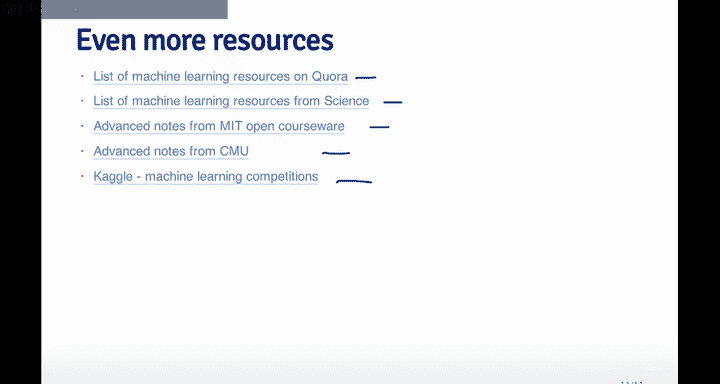 Even more resources
· List of machine learning resources on Quora
· List of machine learning resources from Science
· Advanced notes from MIT open courseware
· Advanced notes from CMU
· Kaggle - machine learning competitions